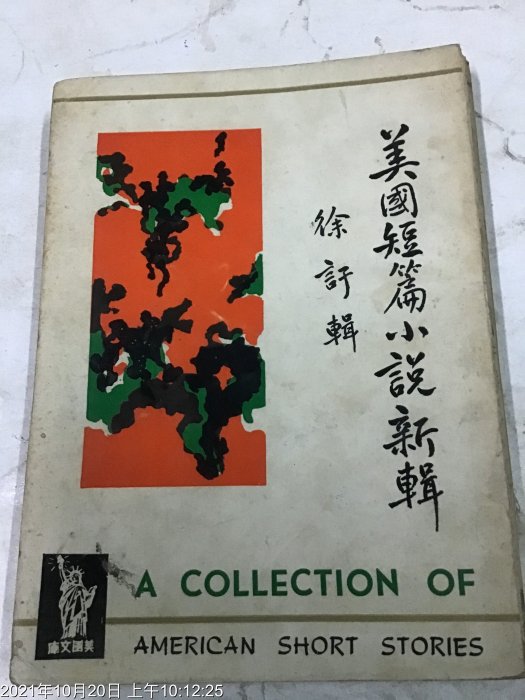 美國短篇小說新輯
徐訏輯
A COLLECTION OF
AMERICAN SHORT STORIES
美國文庫
2021年10月20日 上午10:12:25